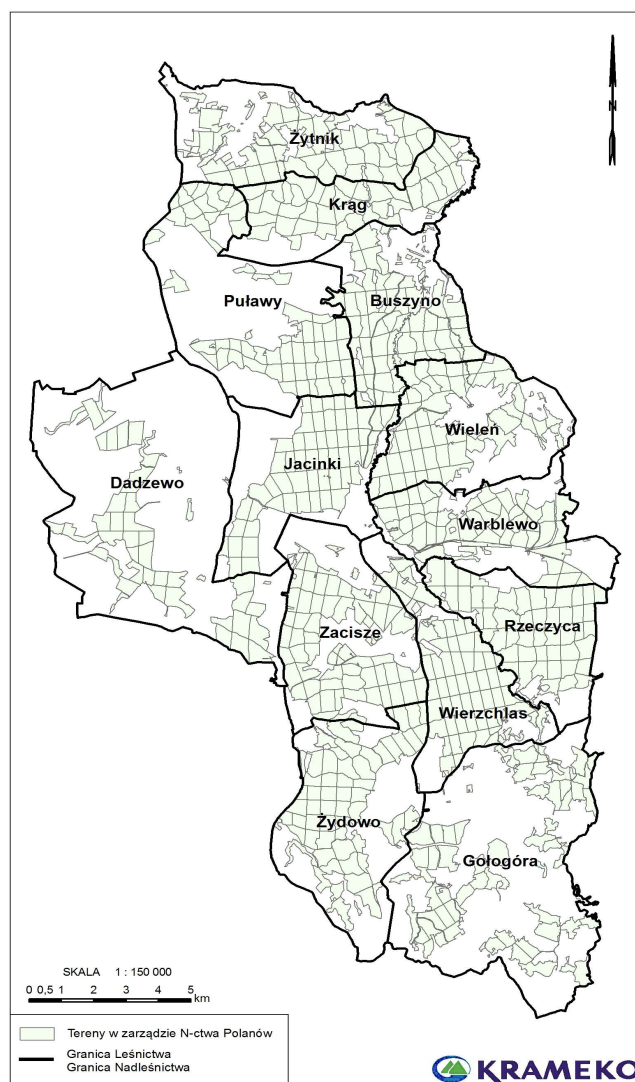 N
Żytnik
Krąg
Puławy
Buszyno
Wieleń
Jacinki
Dadzewo
Warblewo
Zacisze
Rzeczyca
Wierzchlas
Żydowo
Gołogóra
SKALA 1 : 150 000
0 0,5 1 2 3 4 5
km
Tereny w zarządzie N-ctwa Polanów
Granica Leśnictwa
Granica Nadleśnictwa
KRAMEKO